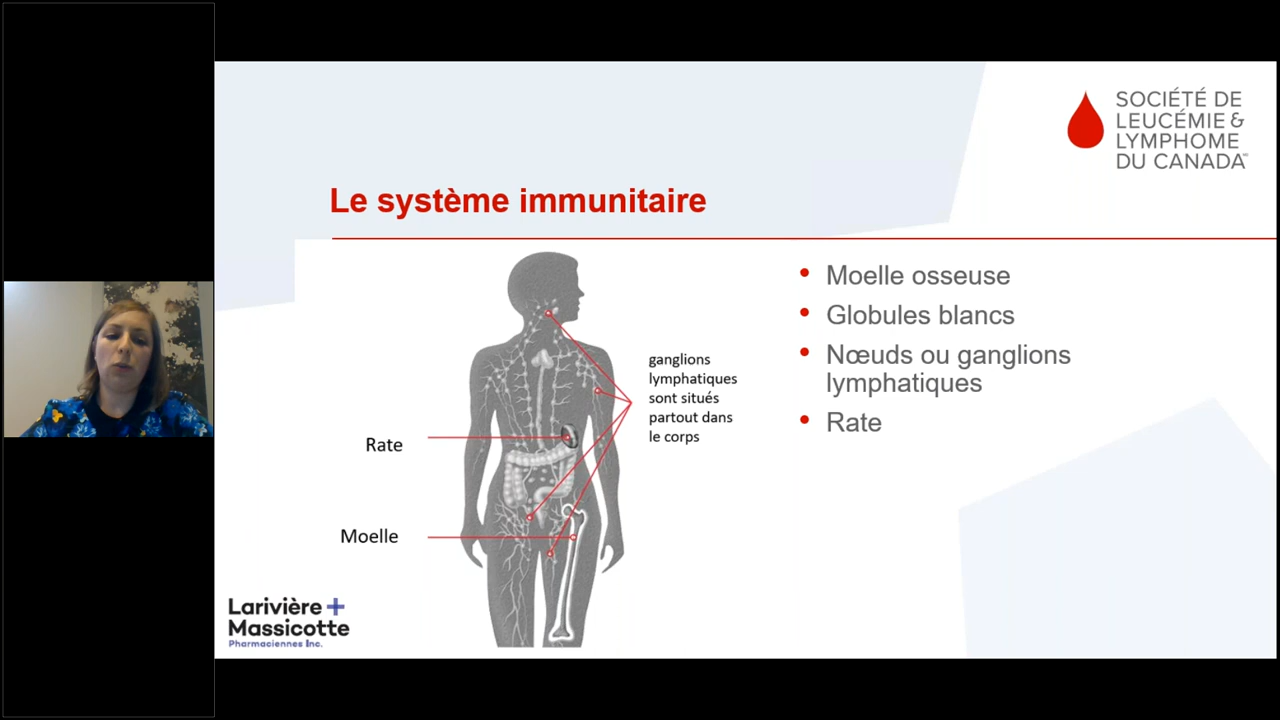 SOCIÉTÉ DE
LEUCÉMIE &
LYMPHOME
DU CANADA
Le système immunitaire
ganglions
lymphatiques
sont situés
partout dans
le corps
Rate
Moelle
• Moelle osseuse
• Globules blancs
• Nœuds ou ganglions
lymphatiques
• Rate
Larivière +
Massicotte
Pharmaciennes Inc.